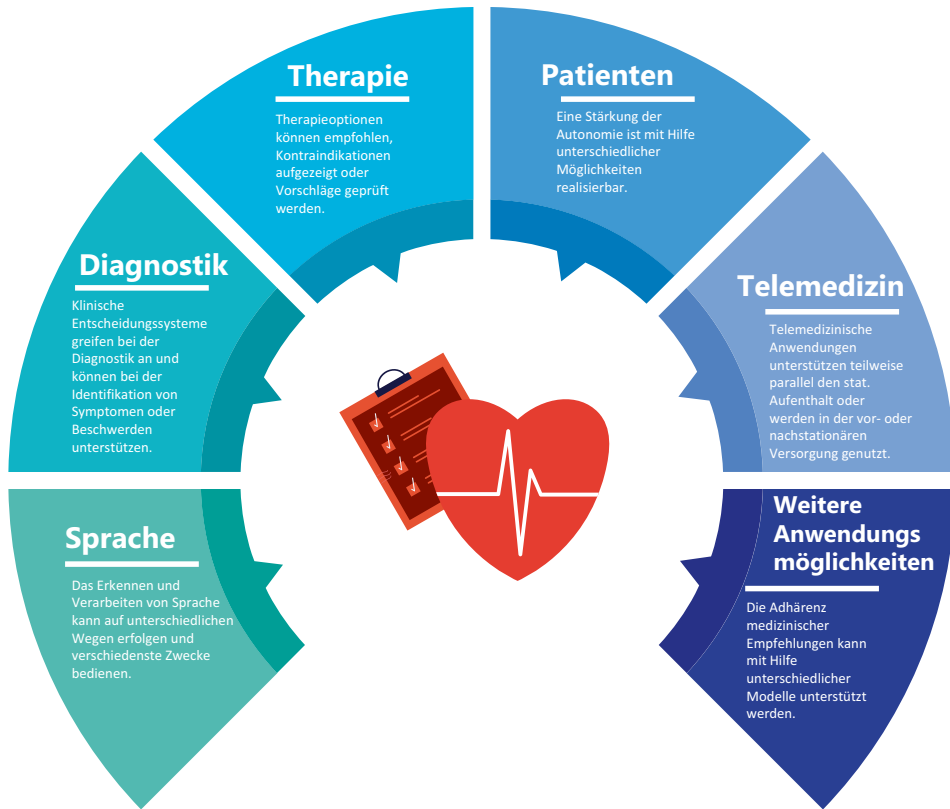 Therapie
Therapieoptionen
können empfohlen,
Kontraindikationen
aufgezeigt oder
Vorschläge geprüft
werden.
Patienten
Eine Stärkung der
Autonomie ist mit Hilfe
unterschiedlicher
Möglichkeiten
realisierbar.
Diagnostik
Klinische
Entscheidungssysteme
greifen bei der
Diagnostik an und
können bei der
Identifikation von
Symptomen oder
Beschwerden
unterstützen.
Telemedizin
Telemedizinische
Anwendungen
unterstützen teilweise
parallel den stat.
Aufenthalt oder
werden in der vor- oder
nachstationären
Versorgung genutzt.
Sprache
Das Erkennen und
Verarbeiten von Sprache
kann auf unterschiedlichen
Wegen erfolgen und
verschiedenste Zwecke
bedienen.
Weitere
Anwendungs
möglichkeiten
Die Adhärenz
medizinischer
Empfehlungen kann
mit Hilfe
unterschiedlicher
Modelle unterstützt
werden.